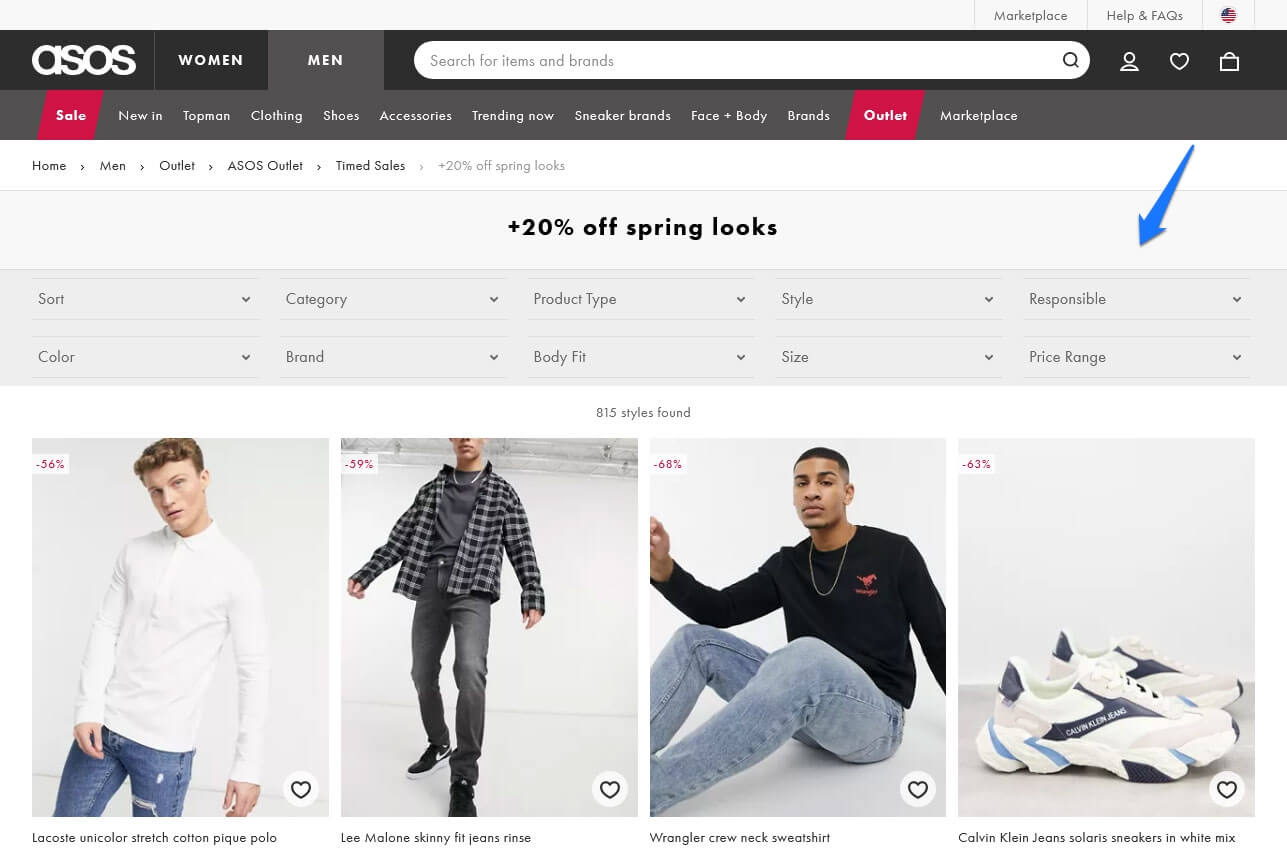 Marketplace Help & FAQs
asos WOMEN MEN Search for items and brands
Sale New in Topman Clothing Shoes Accessories Trending now Sneaker brands Face + Body Brands Outlet Marketplace
Home › Men › Outlet › ASOS Outlet › Timed Sales › +20% off spring looks
+20% off spring looks
Sort Category Product Type Style Responsible
Color Brand Body Fit Size Price Range
815 styles found
-56% -59% -68% -63%
Wrangler
CALVIN KLEIN JEANS
Lacoste unicolor stretch cotton pique polo Lee Malone skinny fit jeans rinse Wrangler crew neck sweatshirt Calvin Klein Jeans solaris sneakers in white mix